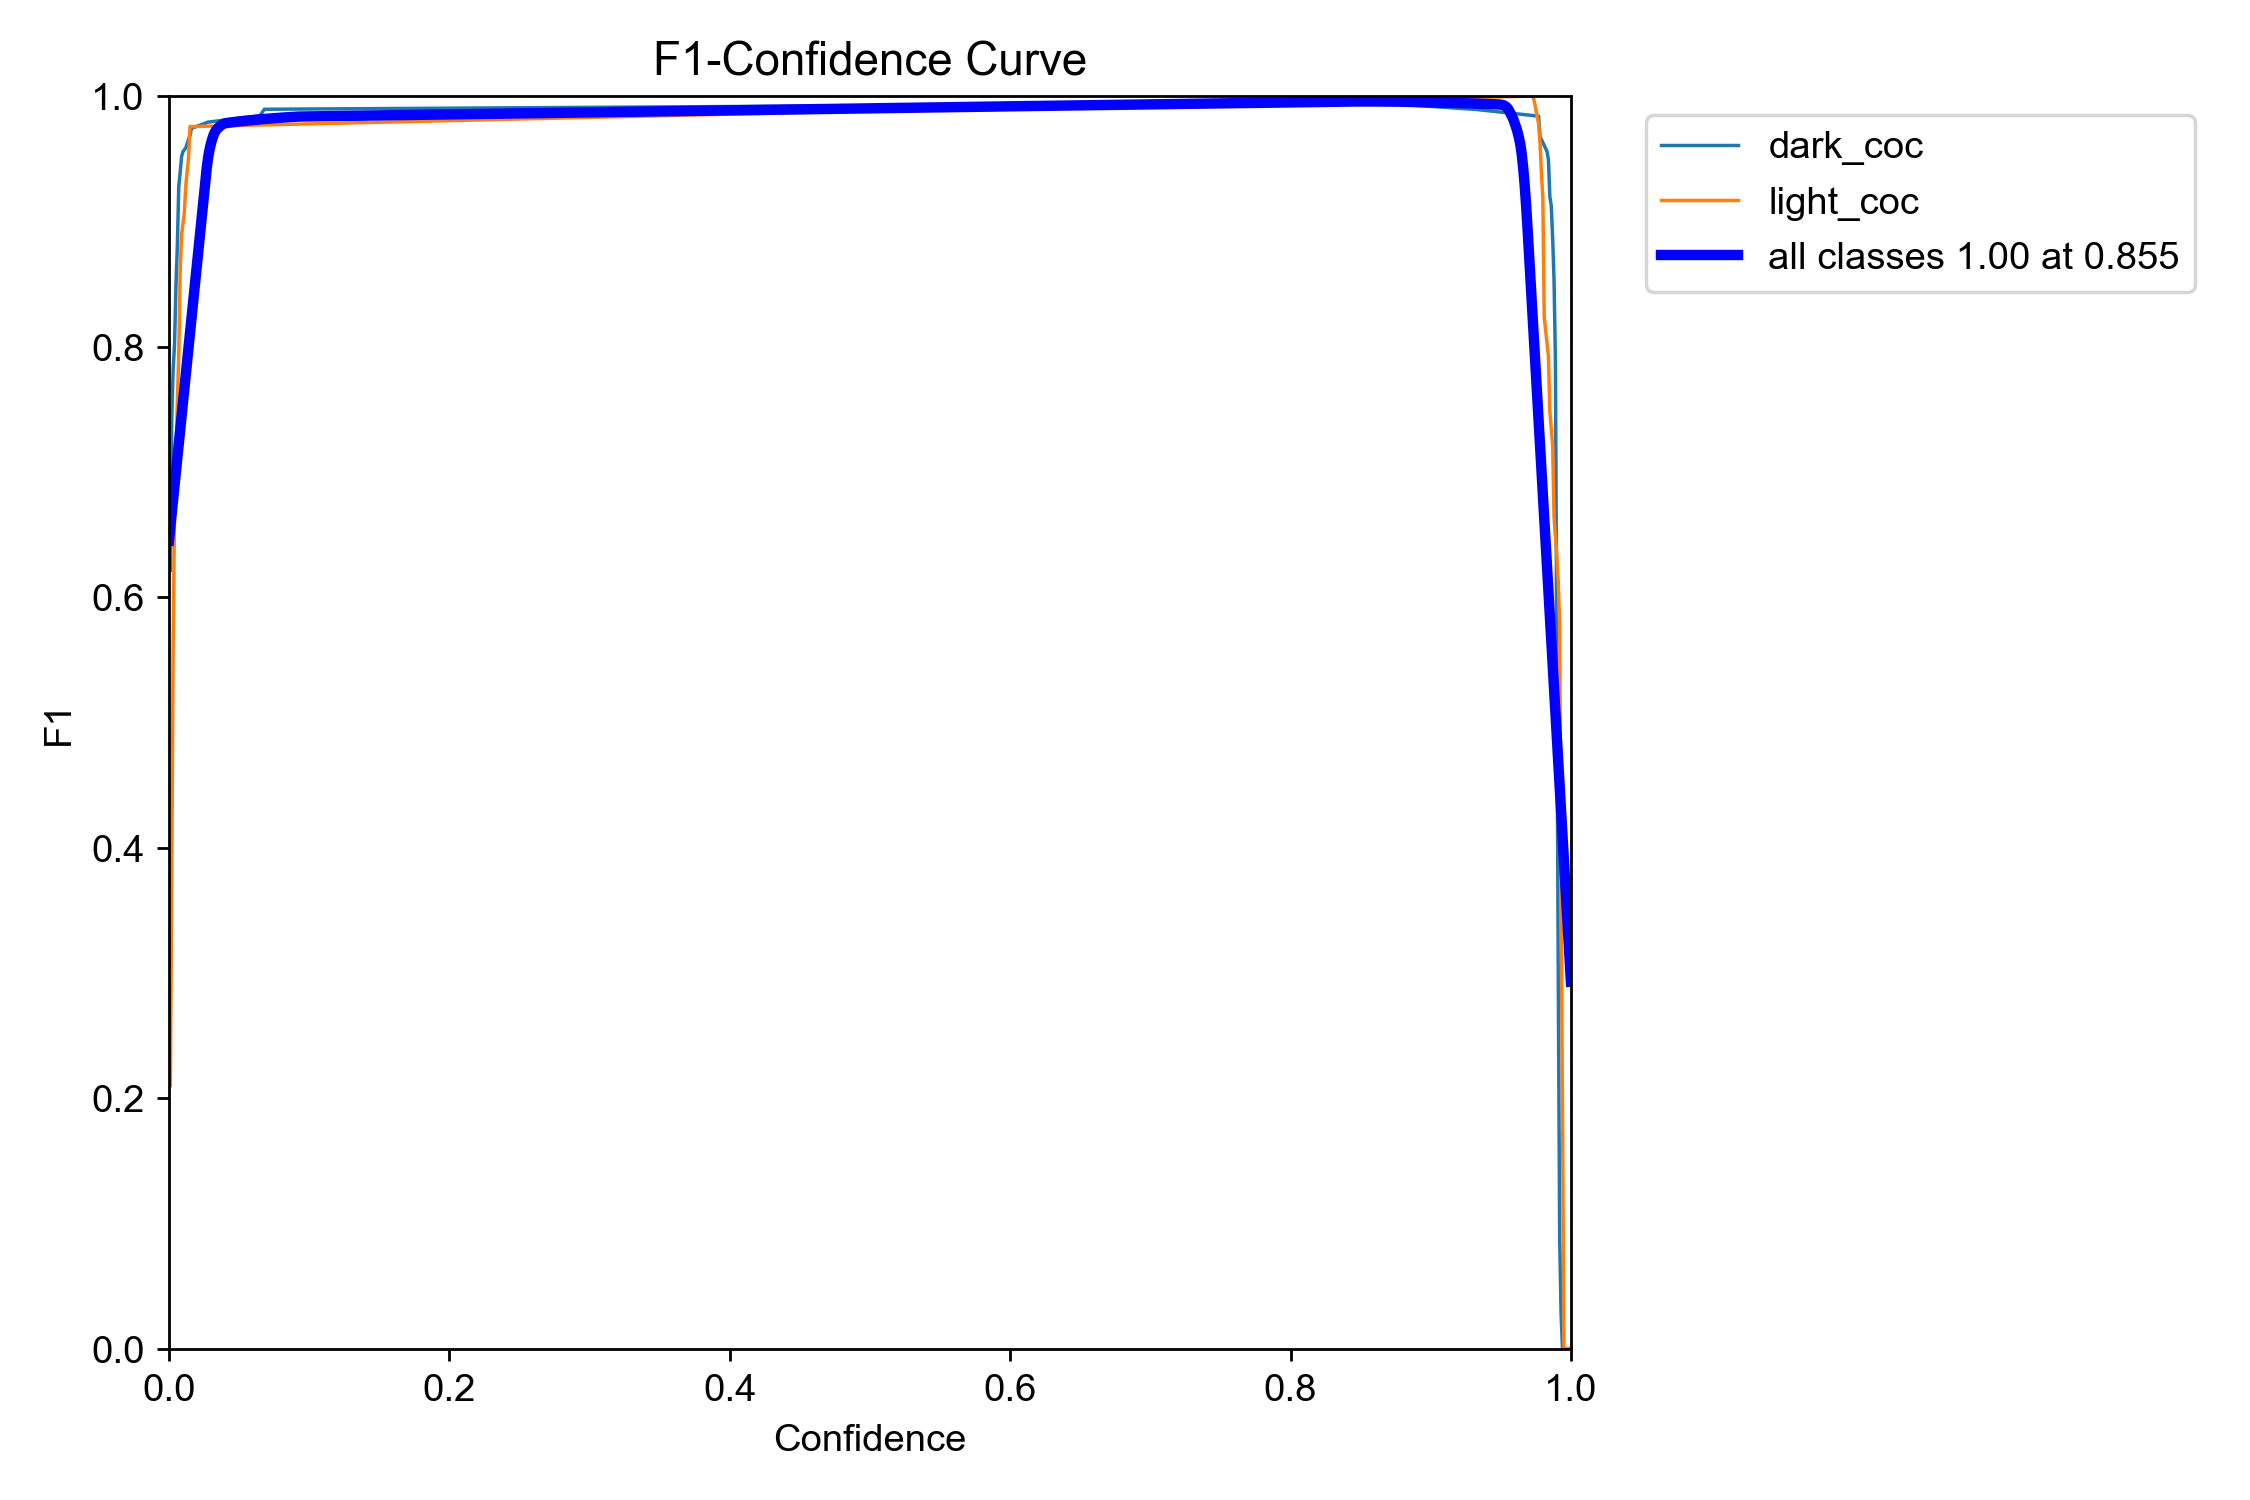 F1-Confidence Curve
1.0
0.8
0.6
0.4
0.2
0.0
F1
0.0 0.2 0.4 0.6 0.8 1.0
Confidence
dark_coc
light_coc
all classes 1.00 at 0.855